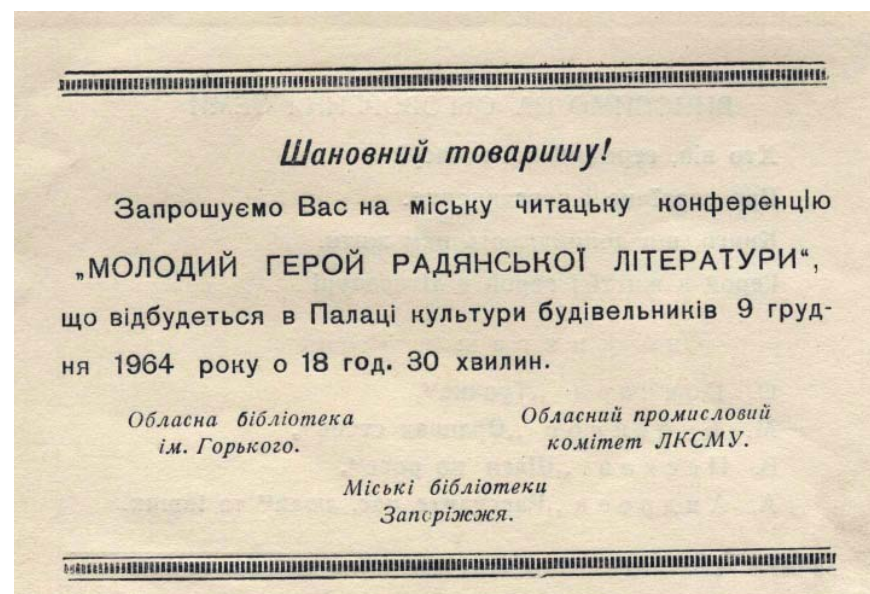 Шановний товаришу!
Запрошуємо Вас на міську читацьку конференцію
„МОЛОДИЙ ГЕРОЙ РАДЯНСЬКОЇ ЛІТЕРАТУРИ“,
що відбудеться в Палаці культури будівельників 9 груд-
ня 1964 року о 18 год. 30 хвилин.
Обласна бібліотека
ім. Горького.
Обласний промисловий
комітет ЛКСМУ.
Міські бібліотеки
Запоріжжя.